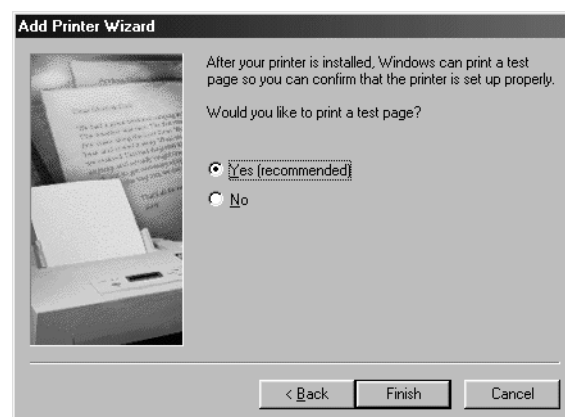 Add Printer Wizard
After your printer is installed, Windows can print a test
page so you can confirm that the printer is set up properly.
Would you like to print a test page?
Yes (recommended)
No
< Back
Finish
Cancel